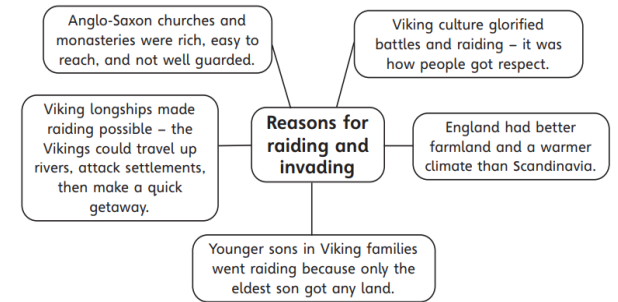 Anglo-Saxon churches and
monasteries were rich, easy to
reach, and not well guarded.
Viking culture glorified
battles and raiding – it was
how people got respect.
Viking longships made
raiding possible – the
Vikings could travel up
rivers, attack settlements,
then make a quick
getaway.
Reasons for
raiding and
invading
England had better
farmland and a warmer
climate than Scandinavia.
Younger sons in Viking families
went raiding because only the
eldest son got any land.